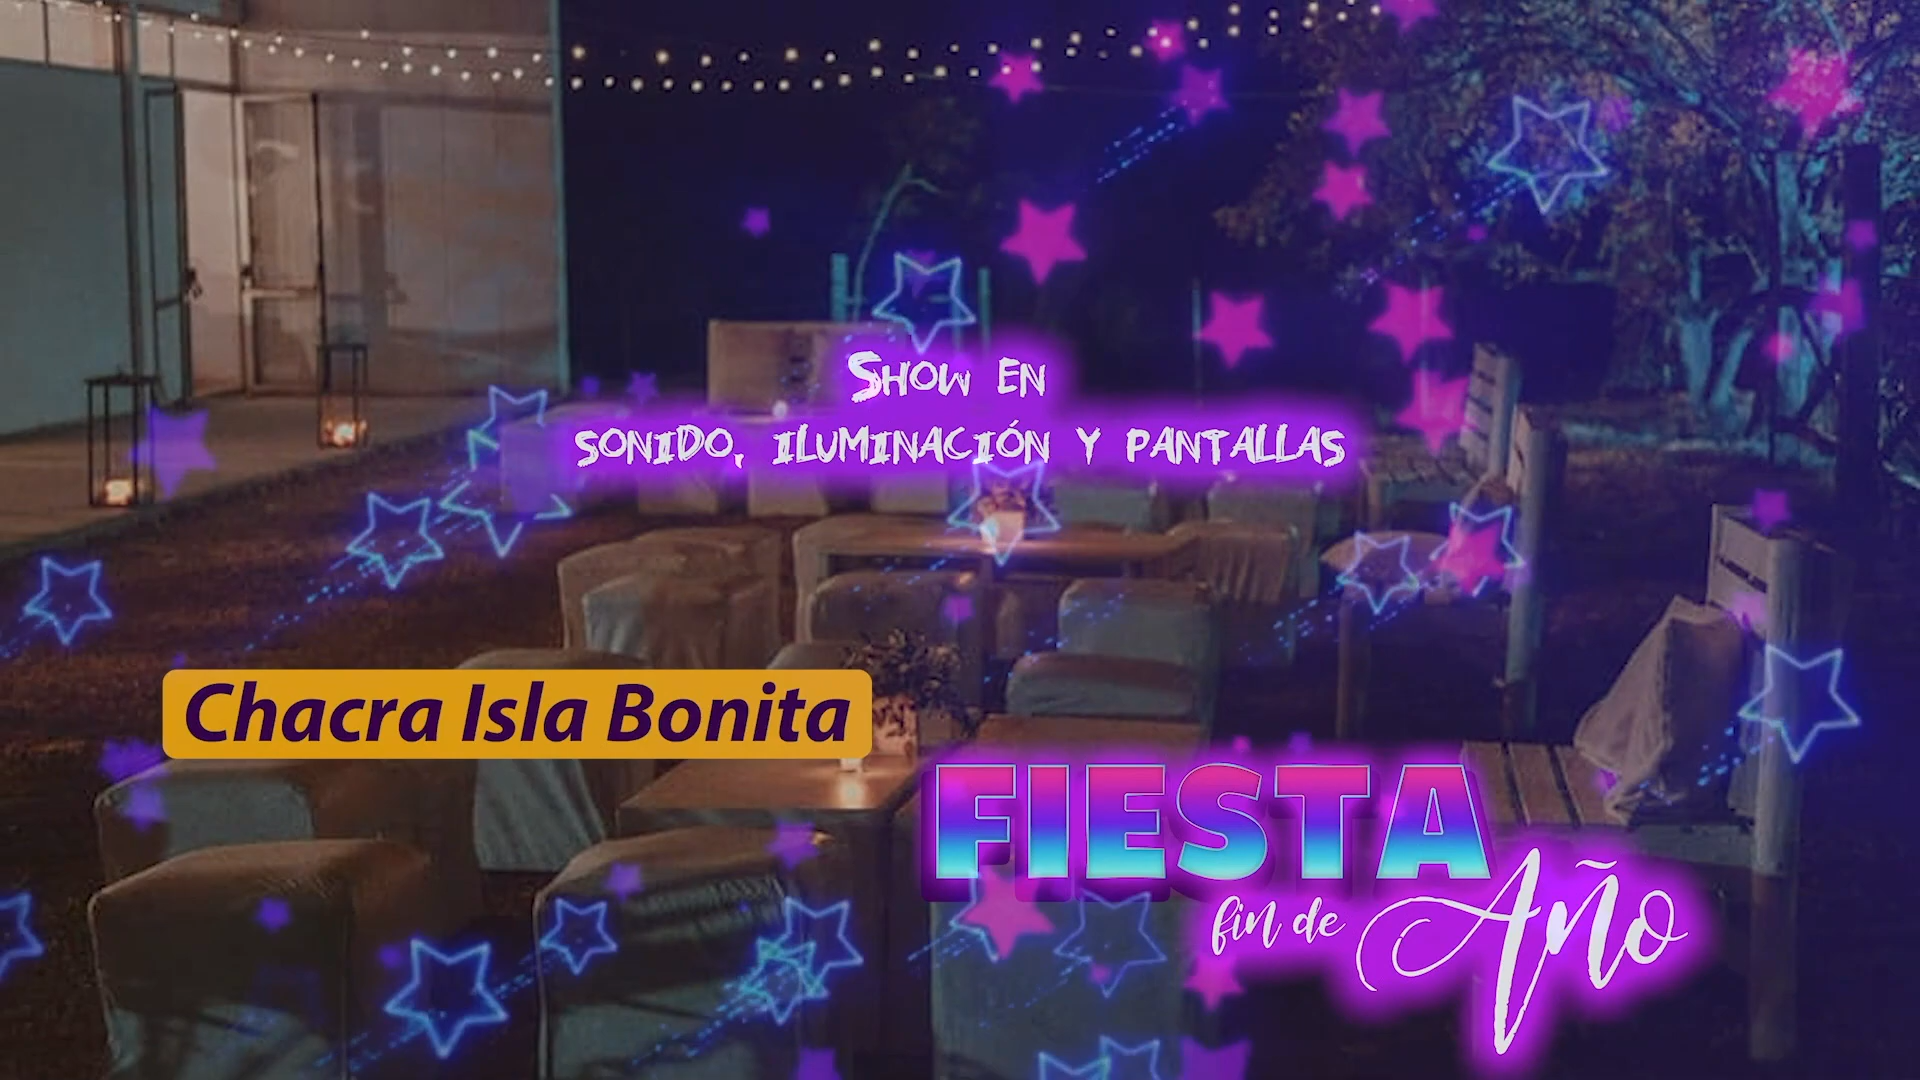 Show en
sonido, iluminación y pantallas
Chacra Isla Bonita
FIESTA
fin de Año